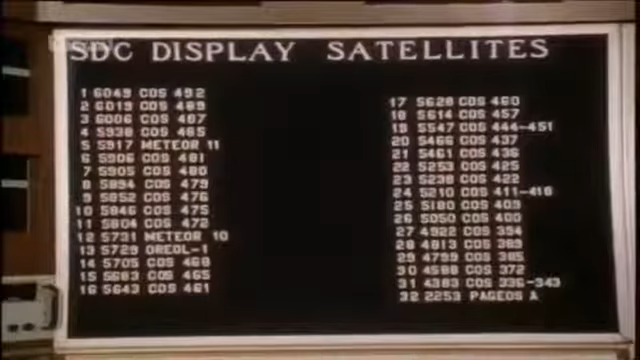 SDC DISPLAY SATELLITES
1 6049 COS 492
2 6019 COS 489
3 6006 COS 487
4 5938 COS 485
5 5917 METEOR 11
6 5906 COS 481
7 5905 COS 480
8 5894 COS 479
9 5852 COS 476
10 5846 COS 475
11 5804 COS 472
12 5731 METEOR 10
13 5729 OREOL-1
14 5705 COS 468
15 5683 COS 465
16 5643 COS 461
17 5628 COS 460
18 5614 COS 457
19 5547 COS 444-451
20 5466 COS 437
21 5461 COS 436
22 5253 COS 425
23 5238 COS 422
24 5210 COS 411-418
25 5180 COS 409
26 5050 COS 400
27 4922 COS 394
28 4813 COS 389
29 4799 COS 385
30 4588 COS 372
31 4383 COS 336-343
32 2253 PAGEOS A